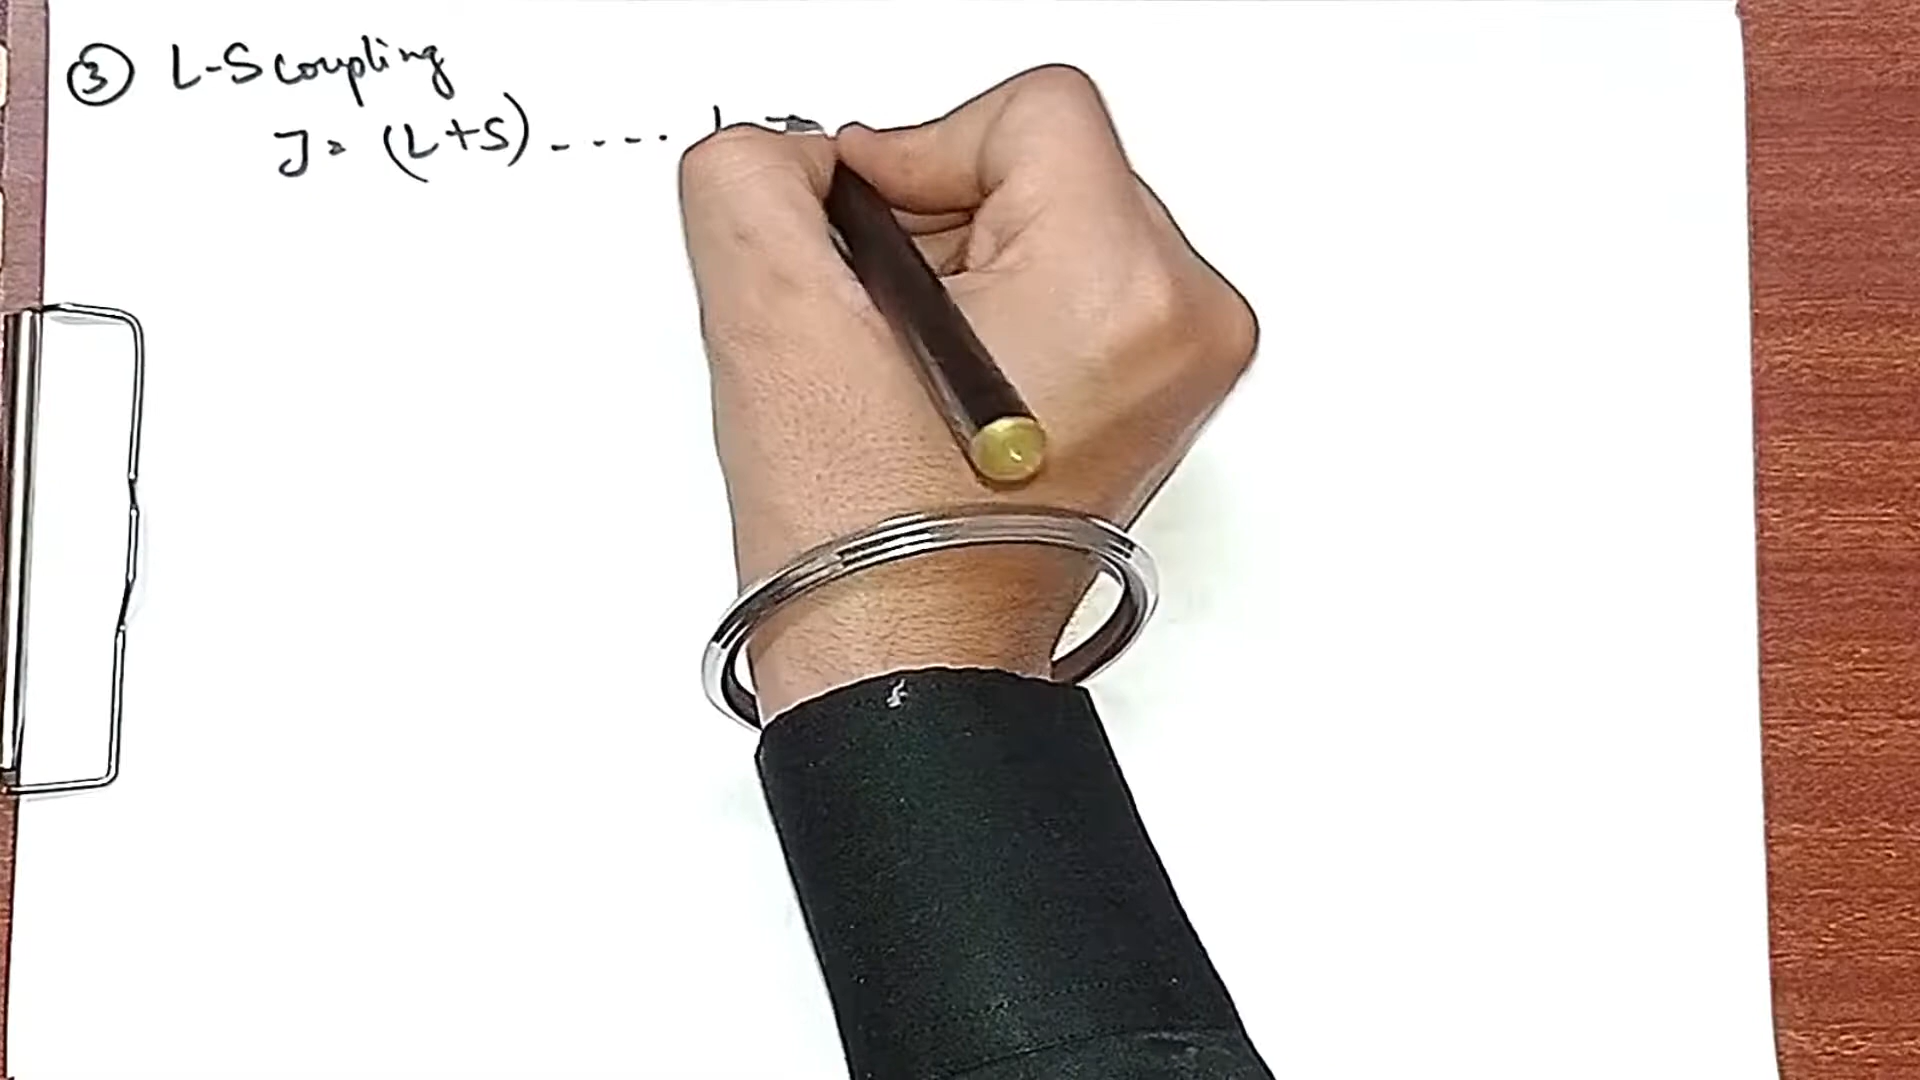 ③ L-S coupling
J = (L+S) ----.